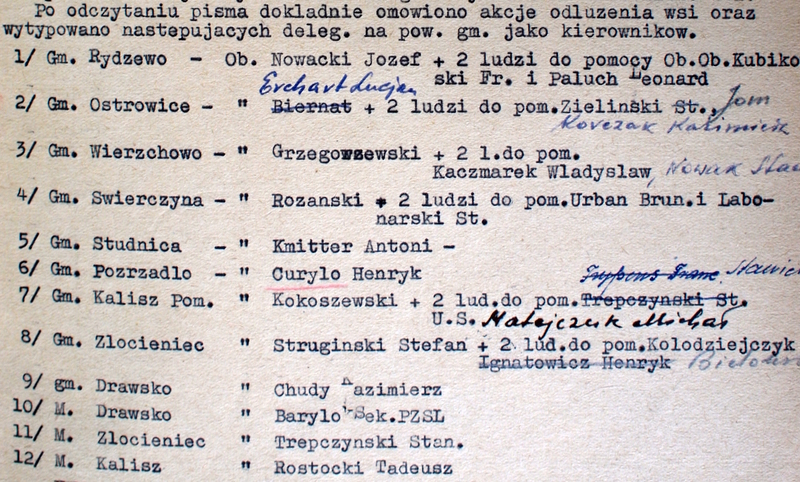 Po odczytaniu pisma dokladnie omowiono akcje odluzenia wsi oraz
wytypowano nastepujacych deleg. na pow. gm. jako kierownikow.
1/ Gm. Rydzewo - Ob. Nowacki Jozef + 2 ludzi do pomocy Ob.Ob.Kubiko
ski Fr. i Paluch Leonard
Erchart Lucjan
2/ Gm. Ostrowice - " Biernat + 2 ludzi do pom.Zielinski St.,
Korczak Kazimierz
3/ Gm. Wierzchowo - " Grzegorzewski + 2 l.do pom.
Kaczmarek Wladyslaw, Nowak
4/ Gm. Swierczyna - " Rozanski + 2 ludzi do pom.Urban Brun.i Labo-
narski St.
5/ Gm. Studnica - " Kmitter Antoni -
6/ Gm. Pozrzadlo - " Curylo Henryk
7/ Gm. Kalisz Pom. " Kokoszewski + 2 lud.do pom.Trepczynski St.
U.S. Matejczuk Michał
8/ Gm. Zlocieniec " Struginski Stefan + 2 lud.do pom.Kolodziejczyk
Ignatowicz Henryk
9/ gm. Drawsko " Chudy Kazimierz
10/ M. Drawsko " Barylo Sek.PZSL
11/ M. Zlocieniec " Trepczynski Stan.
12/ M. Kalisz " Rostocki Tadeusz